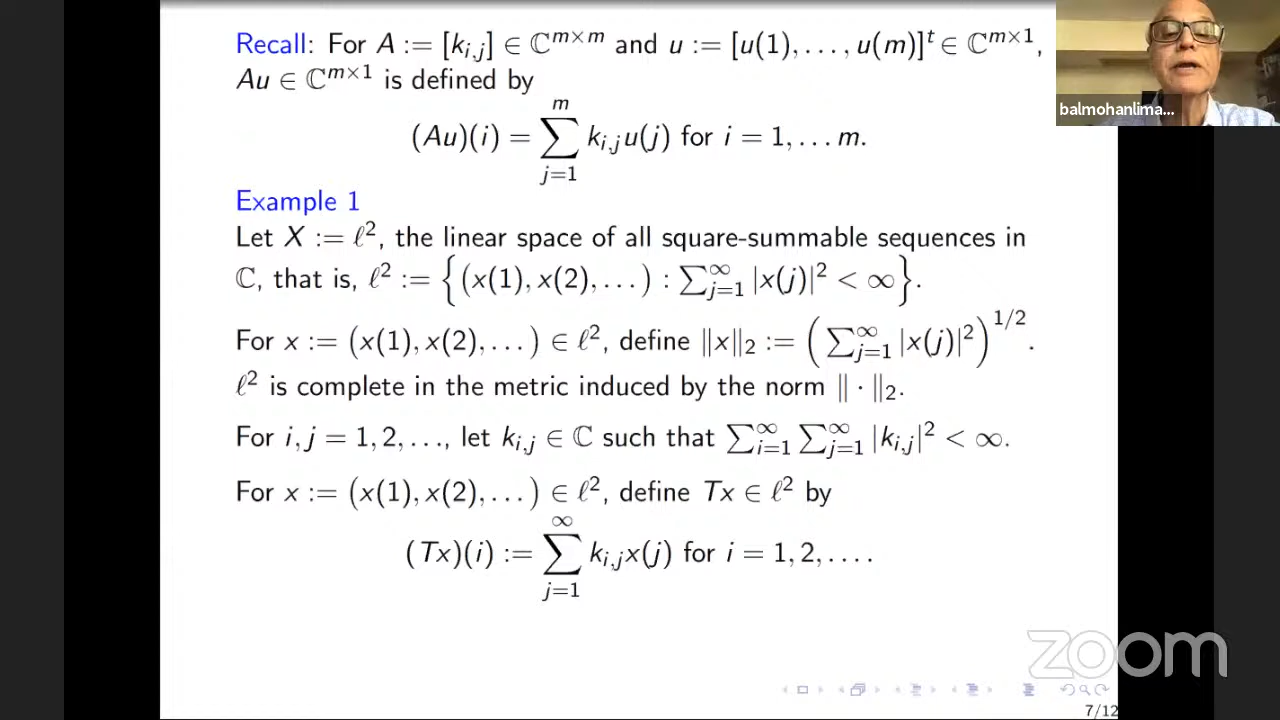 Recall: For A := [k_{i,j}] ∈ ℂ^{m×m} and u := [u(1), . . . , u(m)]^t ∈ ℂ^{m×1},
Au ∈ ℂ^{m×1} is defined by
(Au)(i) = ∑_{j=1}^{m} k_{i,j}u(j) for i = 1, . . . m.
Example 1
Let X := ℓ², the linear space of all square-summable sequences in
ℂ, that is, ℓ² := {(x(1), x(2), . . . ) : ∑_{j=1}^{∞} |x(j)|² < ∞}.
For x := (x(1), x(2), . . . ) ∈ ℓ², define ‖x‖₂ := (∑_{j=1}^{∞} |x(j)|²)^{1/2}.
ℓ² is complete in the metric induced by the norm ‖ · ‖₂.
For i, j = 1, 2, . . ., let k_{i,j} ∈ ℂ such that ∑_{i=1}^{∞} ∑_{j=1}^{∞} |k_{i,j}|² < ∞.
For x := (x(1), x(2), . . . ) ∈ ℓ², define Tx ∈ ℓ² by
(Tx)(i) := ∑_{j=1}^{∞} k_{i,j}x(j) for i = 1, 2, . . . .
balmohanlima...
zoom
7/12